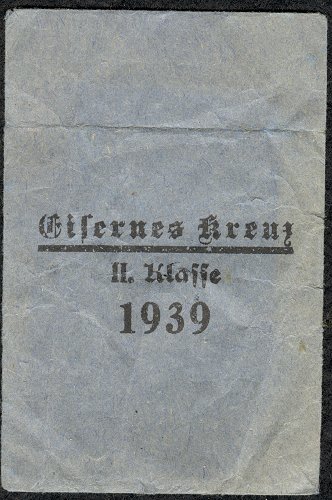 Eiſernes Kreuz
II. Klaſſe
1939